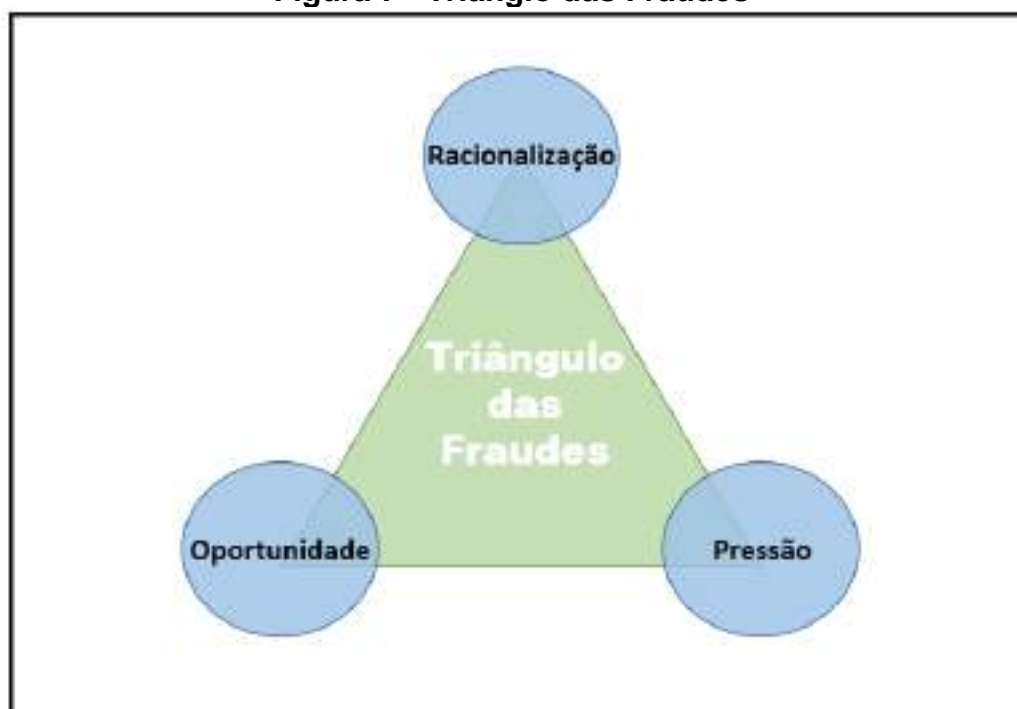 Racionalização
Triângulo
das
Fraudes
Oportunidade
Pressão